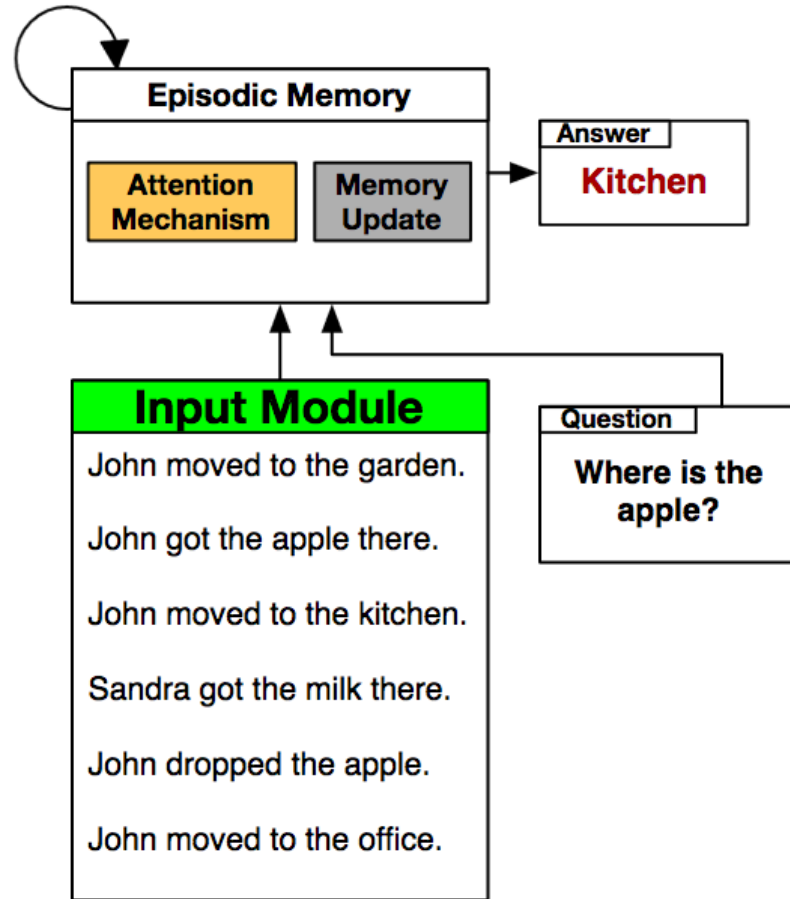 Episodic Memory
Attention
Mechanism
Memory
Update
Answer
Kitchen
Input Module
John moved to the garden.
John got the apple there.
John moved to the kitchen.
Sandra got the milk there.
John dropped the apple.
John moved to the office.
Question
Where is the
apple?